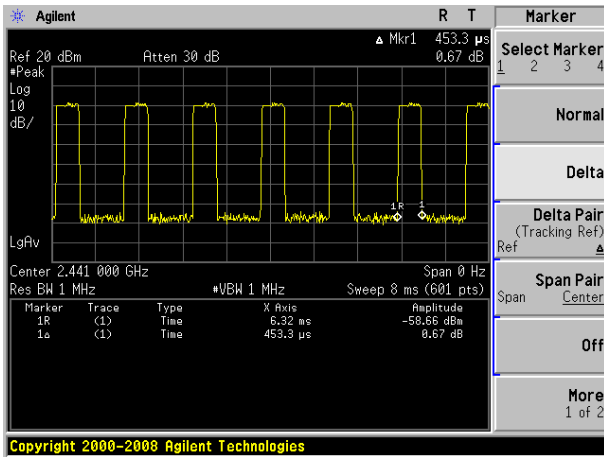 Agilent R T Marker
Δ Mkr1 453.3 µs
Ref 20 dBm Atten 30 dB 0.67 dB
#Peak
Log
10
dB/
1R 1
LgAv
Center 2.441 000 GHz Span 0 Hz
Res BW 1 MHz #VBW 1 MHz Sweep 8 ms (601 pts)
Marker Trace Type X Axis Amplitude
1R (1) Time 6.32 ms -58.66 dBm
1Δ (1) Time 453.3 µs 0.67 dB
Select Marker
1 2 3 4
Normal
Delta
Delta Pair
(Tracking Ref)
Ref Δ
Span Pair
Span Center
Off
More
1 of 2
Copyright 2000-2008 Agilent Technologies